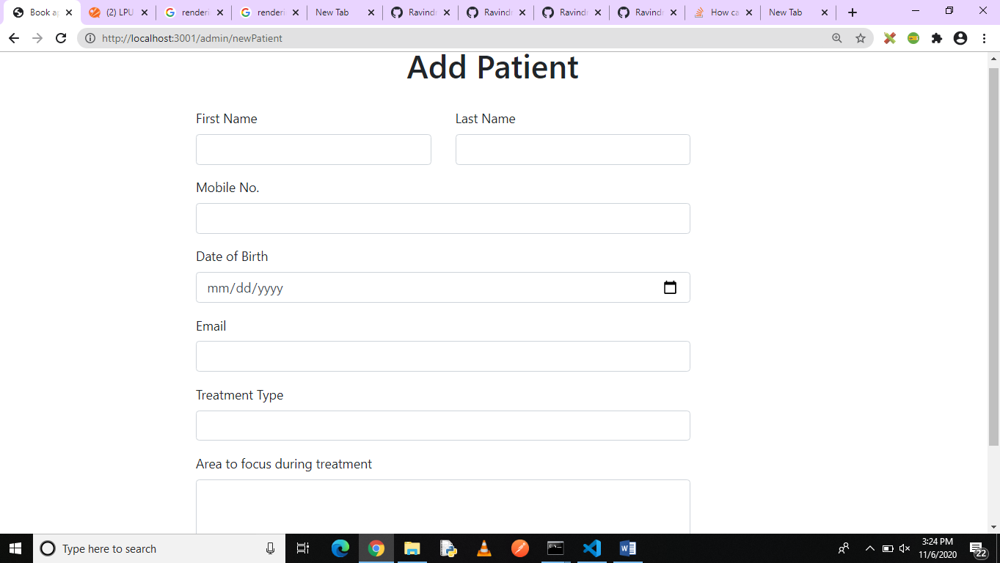 Book ap
(2) LPU
renderi
renderi
New Tab
Ravindr
Ravindr
Ravindr
Ravindr
How ca
New Tab
http://localhost:3001/admin/newPatient
Add Patient
First Name Last Name
Mobile No.
Date of Birth
mm/dd/yyyy
Email
Treatment Type
Area to focus during treatment
Type here to search
3:24 PM
11/6/2020
22